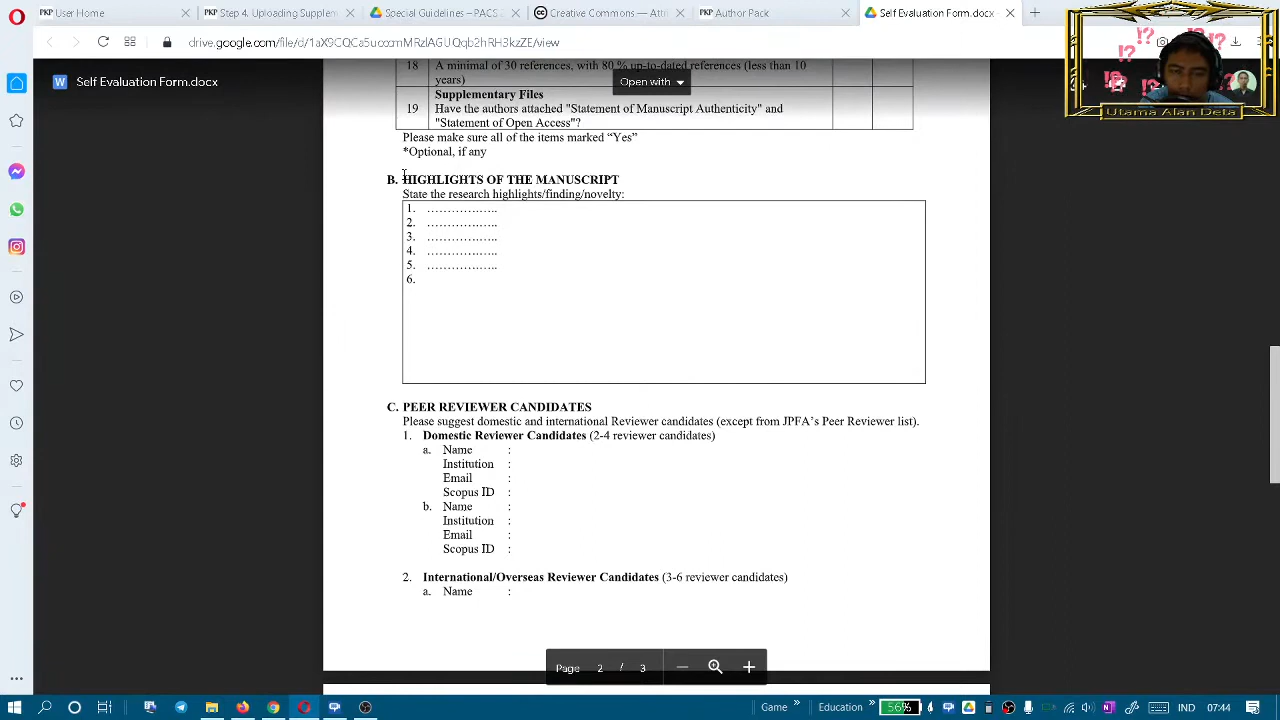 PKP User Home
PKP Step 4. Uploading Supplem
Special Guidelines – PACS C
Creative Commons — Attri
PKP Author Pack
Self Evaluation Form.docx
Self Evaluation Form.docx
Open with
18 A minimal of 30 references, with 80 % up-to-dated references (less than 10
years)
Supplementary Files
19 Have the authors attached "Statement of Manuscript Authenticity" and
"Statement of Open Access"?
Please make sure all of the items marked “Yes”
*Optional, if any
B. HIGHLIGHTS OF THE MANUSCRIPT
State the research highlights/finding/novelty:
1. ………………..
2. ………………..
3. ………………..
4. ………………..
5. ………………..
6.
C. PEER REVIEWER CANDIDATES
Please suggest domestic and international Reviewer candidates (except from JPFA’s Peer Reviewer list).
1. Domestic Reviewer Candidates (2-4 reviewer candidates)
a. Name :
Institution :
Email :
Scopus ID :
b. Name :
Institution :
Email :
Scopus ID :
2. International/Overseas Reviewer Candidates (3-6 reviewer candidates)
a. Name :
Page 2 / 3
Utama Alan Deta
Game
Education
56%
ENG
IN
07:44